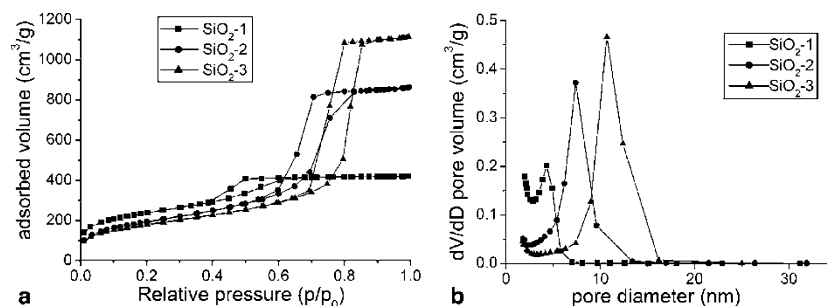 a
adsorbed volume (cm³/g)
1200
1000
800
600
400
200
0
0.0 0.2 0.4 0.6 0.8 1.0
Relative pressure (p/p₀)
SiO₂-1
SiO₂-2
SiO₂-3
b
dV/dD pore volume (cm³/g)
0.5
0.4
0.3
0.2
0.1
0.0
0 10 20 30
pore diameter (nm)
SiO₂-1
SiO₂-2
SiO₂-3